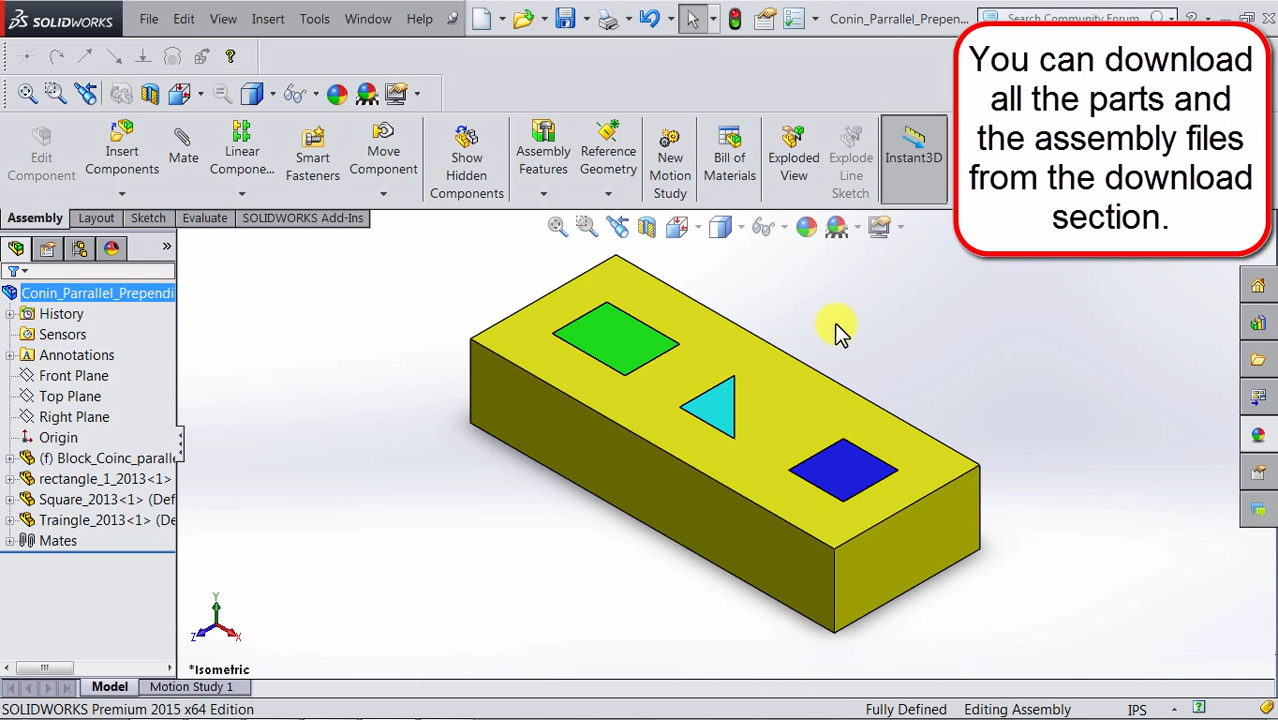 SOLIDWORKS File Edit View Insert Tools Window Help Conin_Parrallel_Prepen... Search Community Forum
You can download
all the parts and
the assembly files
from the download
section.
Edit
Component
Insert
Components
Mate
Linear
Compone...
Smart
Fasteners
Move
Component
Show
Hidden
Components
Assembly
Features
Reference
Geometry
New
Motion
Study
Bill of
Materials
Exploded
View
Explode
Line
Sketch
Instant3D
Assembly Layout Sketch Evaluate SOLIDWORKS Add-Ins
Conin_Parrallel_Prependi
History
Sensors
Annotations
Front Plane
Top Plane
Right Plane
Origin
(f) Block_Coinc_paralle
rectangle_1_2013<1>
Square_2013<1> (Def
Traingle_2013<1> (De
Mates
Y
Z
X
*Isometric
Model Motion Study 1
SOLIDWORKS Premium 2015 x64 Edition Fully Defined Editing Assembly IPS